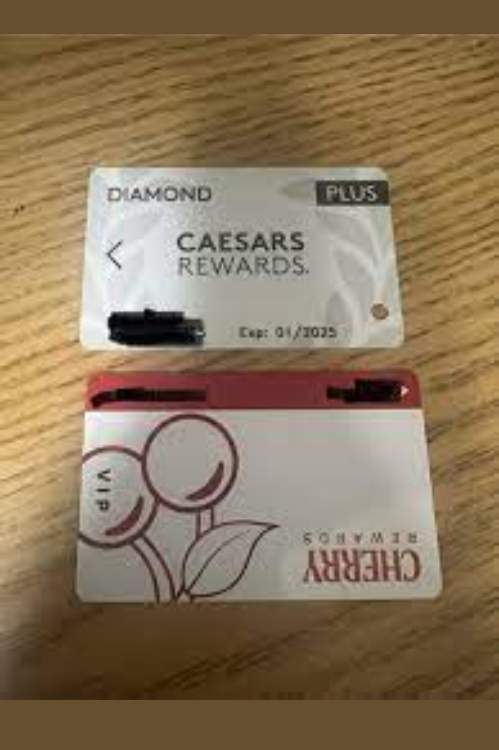 DIAMOND
PLUS
CAESARS
REWARDS.
Exp: 01/2025
VIP
CHERRY
REWARDS